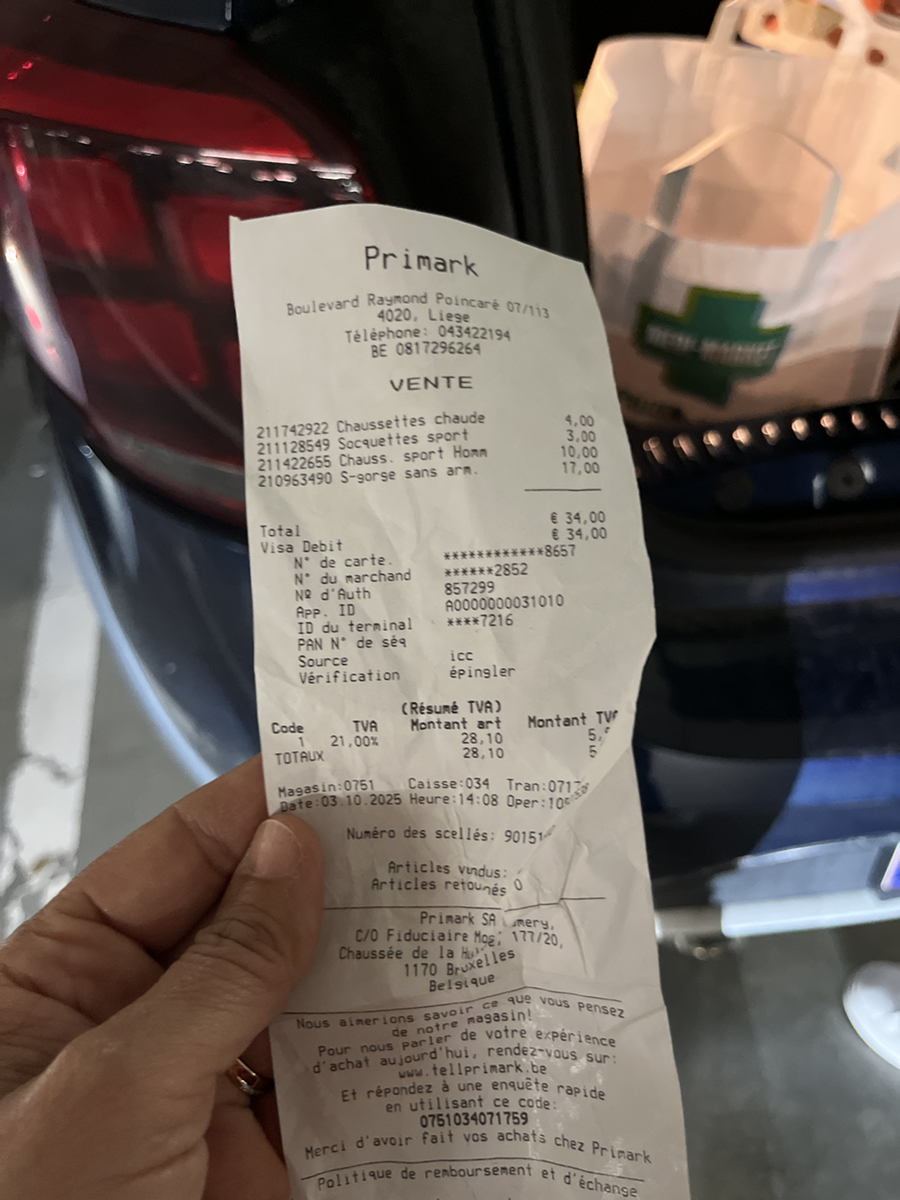 Primark
Boulevard Raymond Poincaré 07/113
4020, Liege
Téléphone: 043422194
BE 0817296264
VENTE
211742922 Chaussettes chaude 4,00
211128549 Socquettes sport 3,00
211422655 Chauss. sport Homm 10,00
210963490 S-gorge sans arm. 17,00
Total € 34,00
Visa Debit € 34,00
N° de carte. ************8657
N° du marchand ******2852
Nº d'Auth 857299
App. ID A0000000031010
ID du terminal ****7216
PAN N° de séq
Source icc
Vérification épingler
(Résumé TVA)
Code TVA Montant art Montant TVA
1 21,00% 28,10
TOTAUX 28,10
Magasin:0751 Caisse:034 Tran:
Date:03.10.2025 Heure:14:08 Oper:
Numéro des scellés:
Articles vendus:
Articles retounés 0
Primark SA
C/O Fiduciaire 177/20,
Chaussée de la
1170 Bruxelles
Belgique
Nous aimerions savoir ce que vous pensez
de notre magasin!
Pour nous parler de votre expérience
d'achat aujourd'hui, rendez-vous sur:
www.tellprimark.be
Et répondez à une enquête rapide
en utilisant ce code:
0751034071759
Merci d'avoir fait vos achats chez Primark
Politique de remboursement et d'échange
MEDI-MARKET